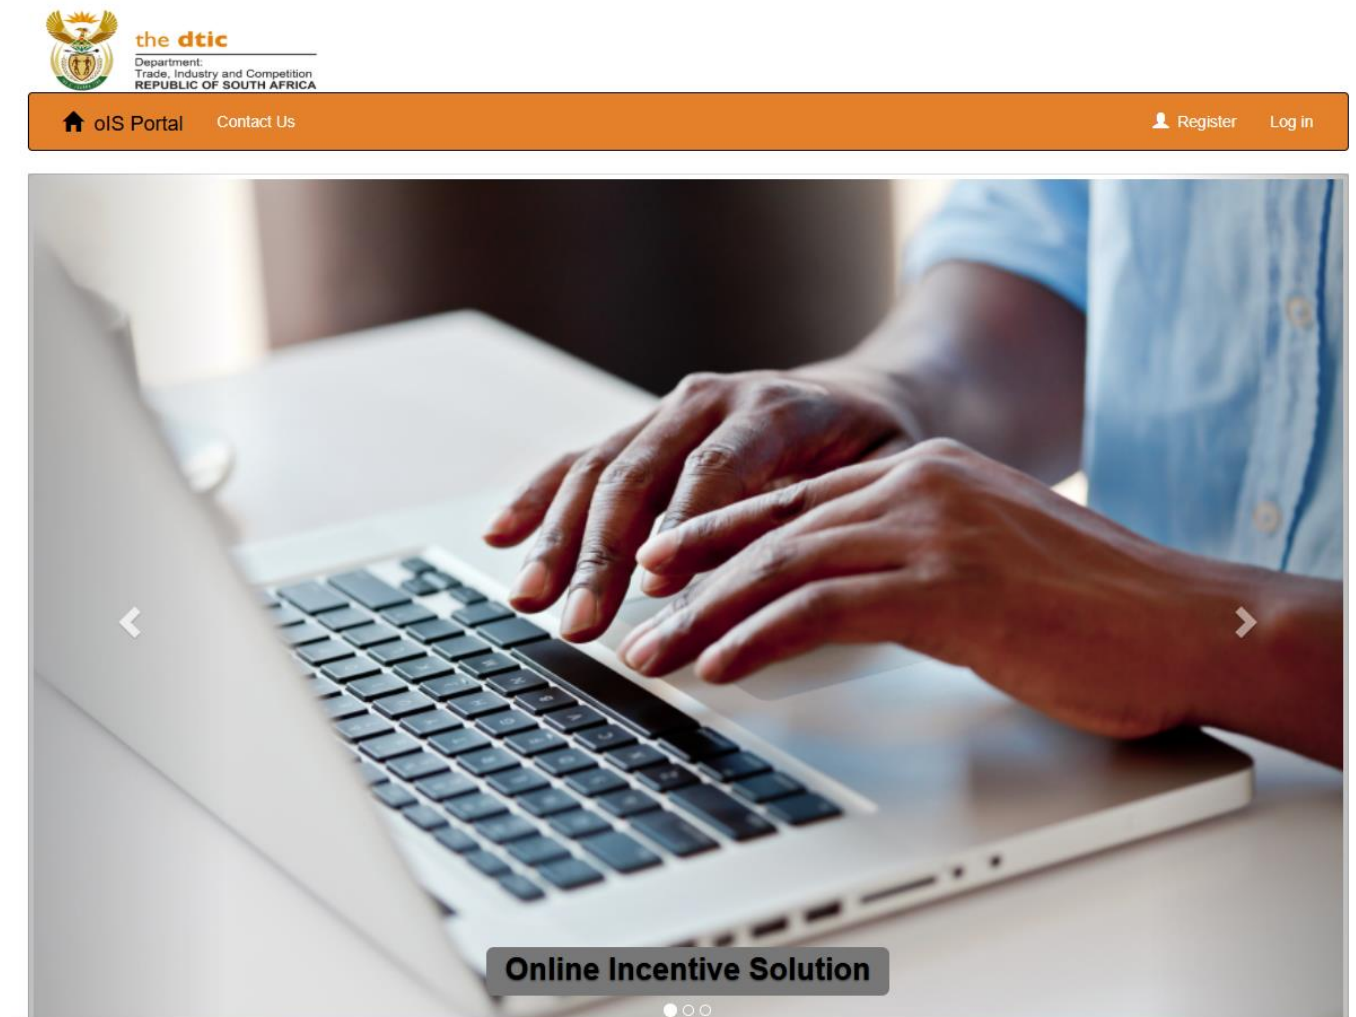 the dtic
Department:
Trade, Industry and Competition
REPUBLIC OF SOUTH AFRICA
oIS Portal Contact Us Register Log in
Online Incentive Solution